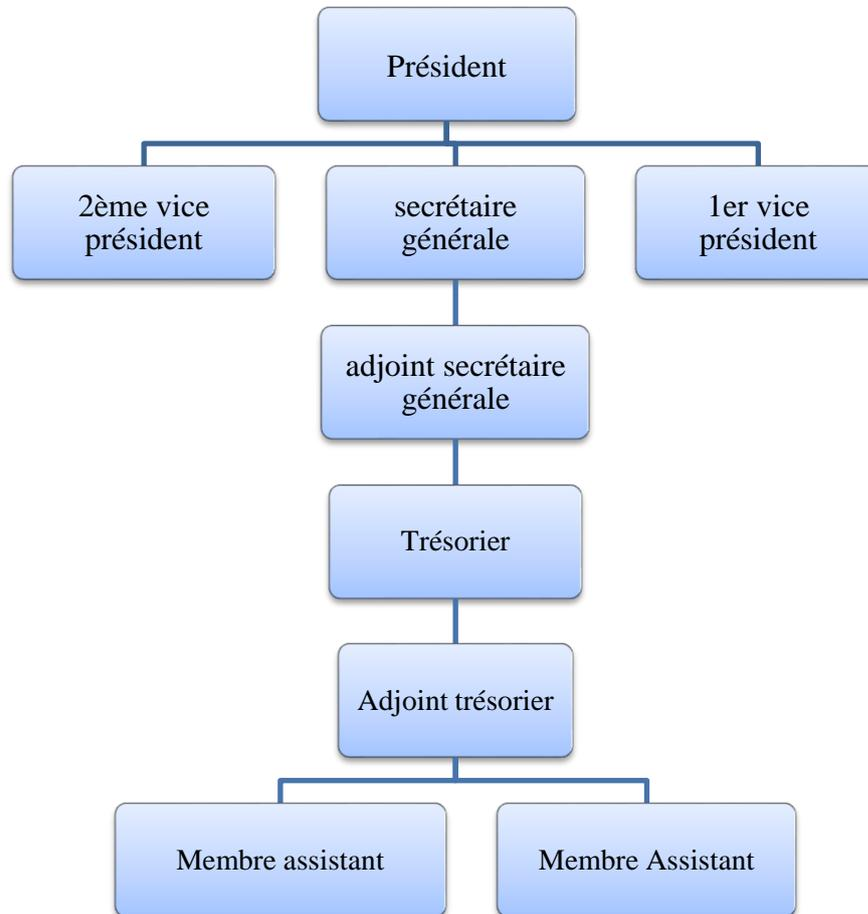 Président
2ème vice
président
secrétaire
générale
1er vice
président
adjoint secrétaire
générale
Trésorier
Adjoint trésorier
Membre assistant
Membre Assistant